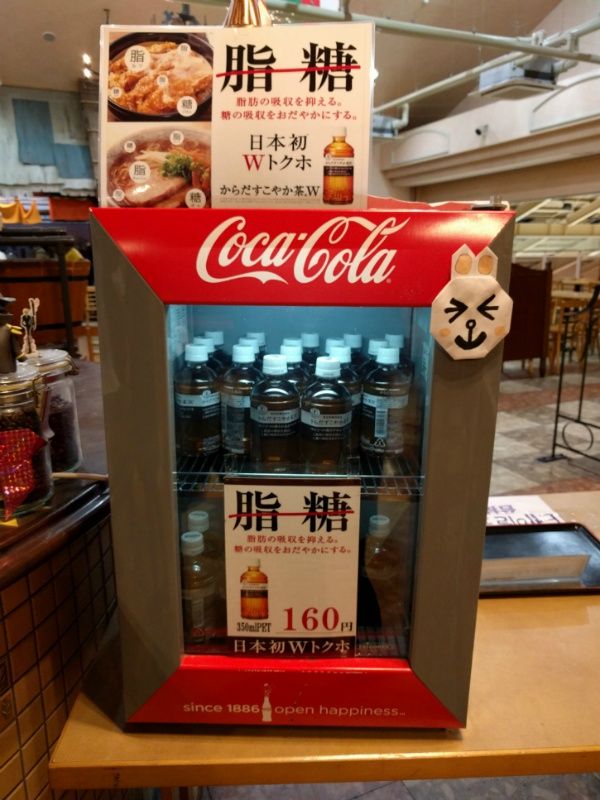 脂 糖
脂肪の吸収を抑える。
糖の吸収をおだやかにする。
日本初
Wトクホ
からだすこやか茶W
脂
糖
脂
糖
Coca-Cola
脂 糖
脂肪の吸収を抑える。
糖の吸収をおだやかにする。
350mlPET 160円
日本初Wトクホ
since 1886 open happiness